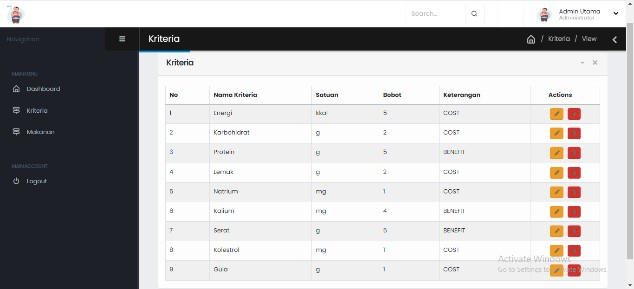 Search...
Admin Utama
Administrator
Navigation
Kriteria
/ Kriteria / View
MAIN MENU
Dashboard
Kriteria
Makanan
MANACCOUNT
Logout
Kriteria
No Nama Kriteria Satuan Bobot Keterangan Actions
1 Energi kkal 5 COST
2 Karbohidrat g 2 COST
3 Protein g 5 BENEFIT
4 Lemak g 2 COST
5 Natrium mg 1 COST
6 Kalium mg 4 BENEFIT
7 Serat g 5 BENEFIT
8 Kolestrol mg 1 COST
9 Gula g 1 COST
Activate Windows
Go to Settings to activate Windows.